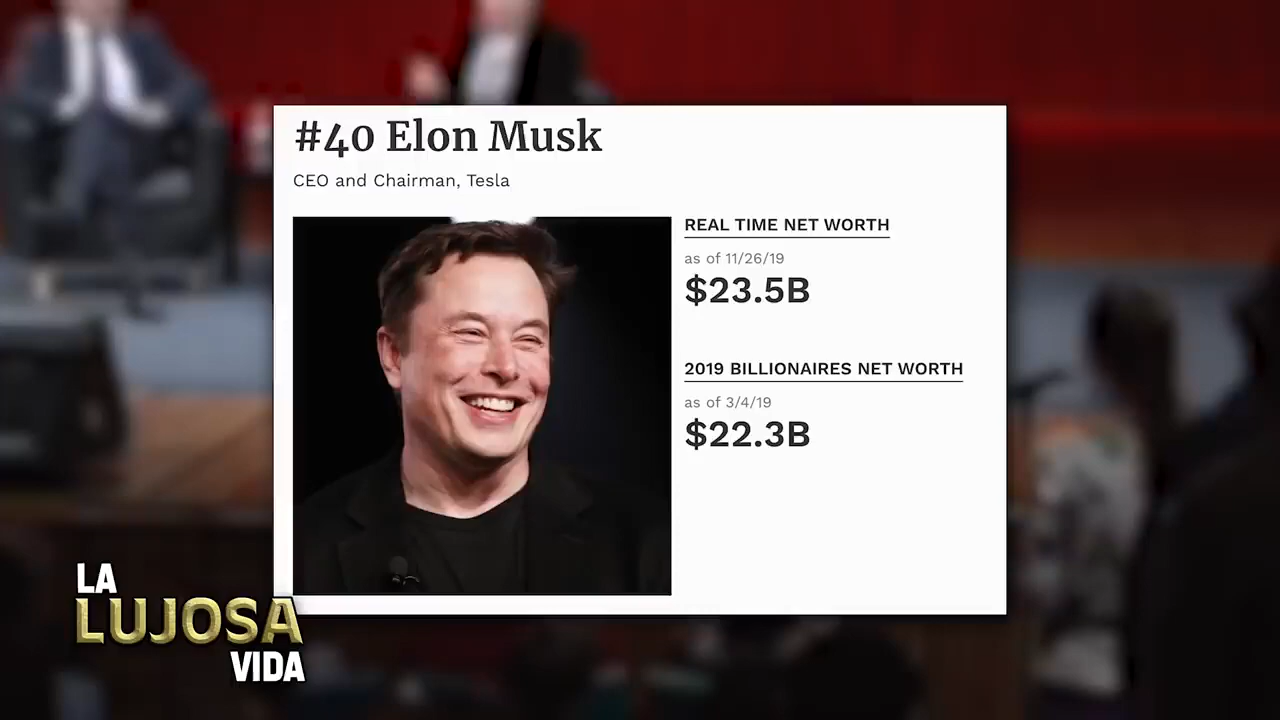 #40 Elon Musk
CEO and Chairman, Tesla
REAL TIME NET WORTH
as of 11/26/19
$23.5B
2019 BILLIONAIRES NET WORTH
as of 3/4/19
$22.3B
LA
LUJOSA
VIDA